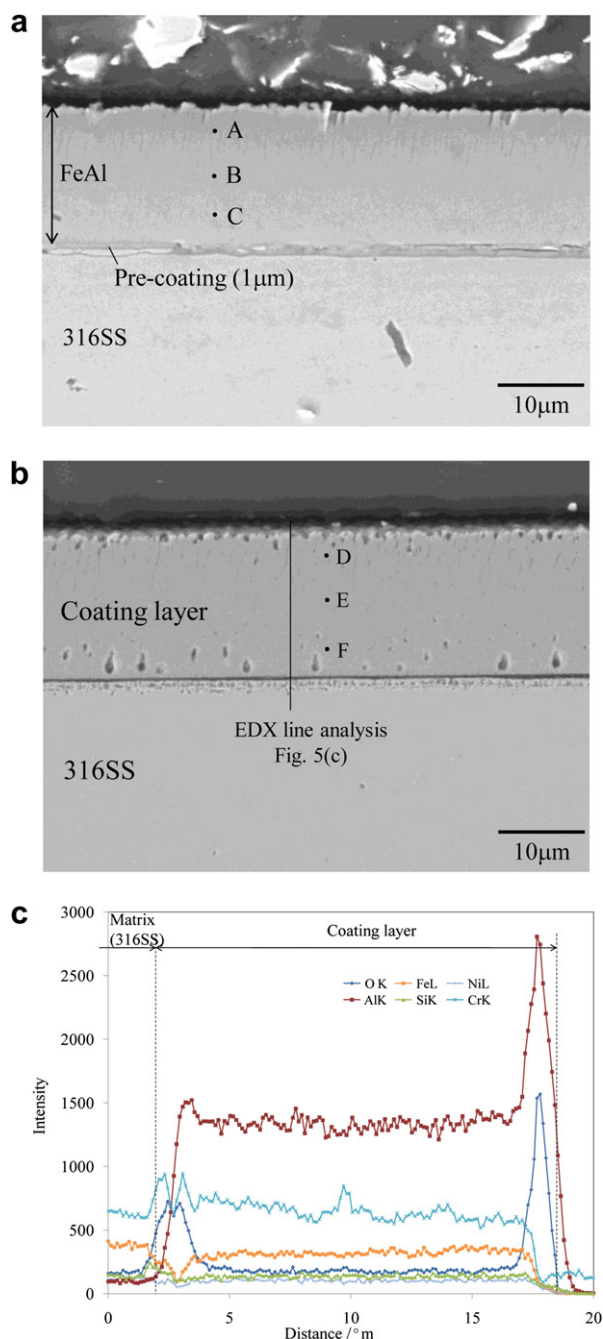 a
A
FeAl
B
C
Pre-coating (1μm)
316SS
10μm
b
D
Coating layer
E
F
EDX line analysis
Fig. 5(c)
316SS
10μm
c
3000
Matrix
(316SS)
Coating layer
2500
O K FeL NiL
AlK SiK CrK
2000
1500
Intensity
1000
500
0
0 5 10 15 20
Distance /°m